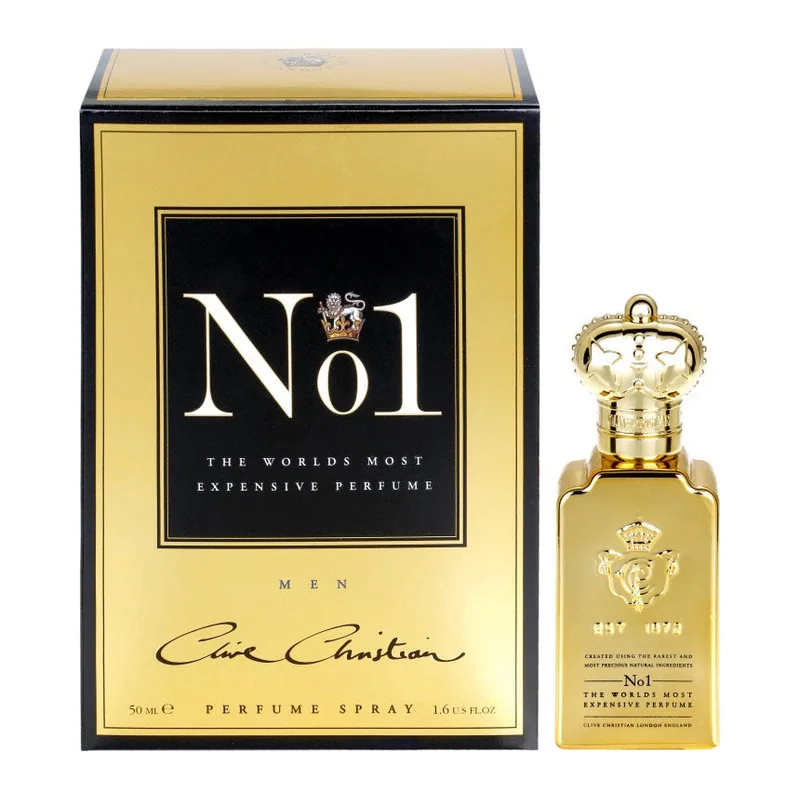 No1
THE WORLDS MOST
EXPENSIVE PERFUME
MEN
Clive Christian
50 ML ℮ PERFUME SPRAY 1.6 U.S FL.OZ
CREATED USING THE RAREST AND
MOST PRECIOUS NATURAL INGREDIENTS
No1
THE WORLDS MOST
EXPENSIVE PERFUME
CLIVE CHRISTIAN LONDON ENGLAND